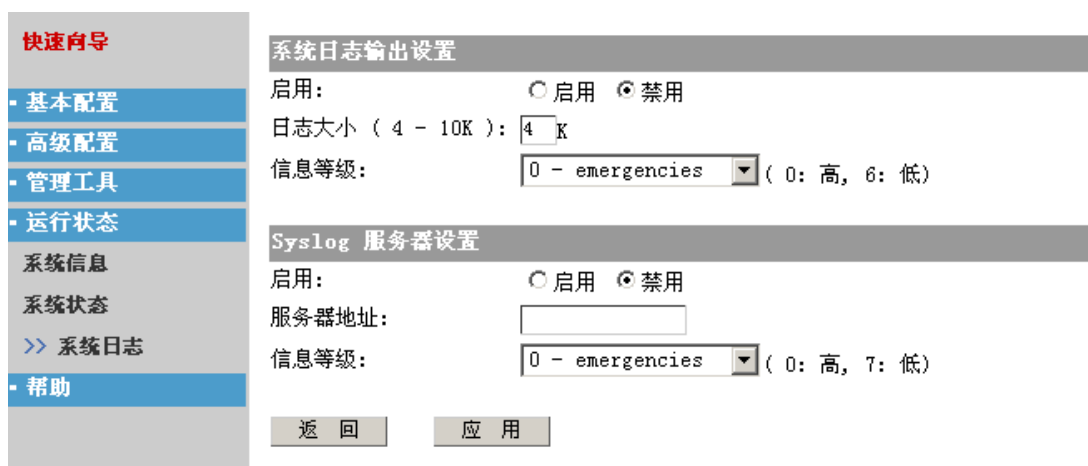 快速向导
基本配置
高级配置
管理工具
运行状态
系统信息
系统状态
>> 系统日志
帮助
系统日志输出设置
启用: 启用 禁用
日志大小 ( 4 - 10K ): 4 K
信息等级: 0 - emergencies ( 0: 高, 6: 低)
Syslog 服务器设置
启用: 启用 禁用
服务器地址:
信息等级: 0 - emergencies ( 0: 高, 7: 低)
返 回 应 用